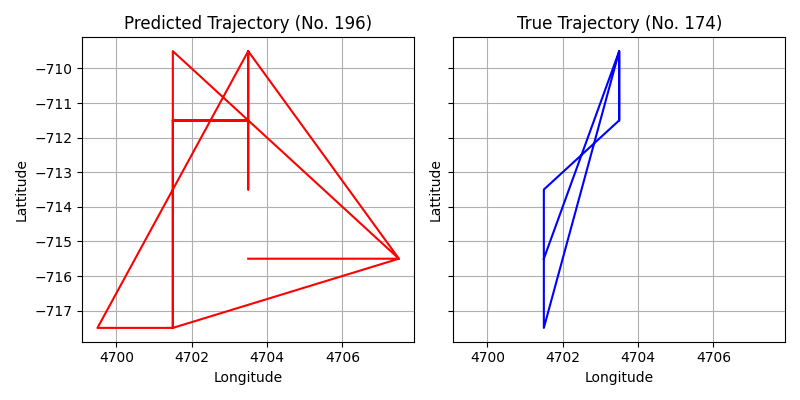 Predicted Trajectory (No. 196)
True Trajectory (No. 174)
Lattitude
−710
−711
−712
−713
−714
−715
−716
−717
4700
4702
4704
4706
Longitude
Lattitude
4700
4702
4704
4706
Longitude